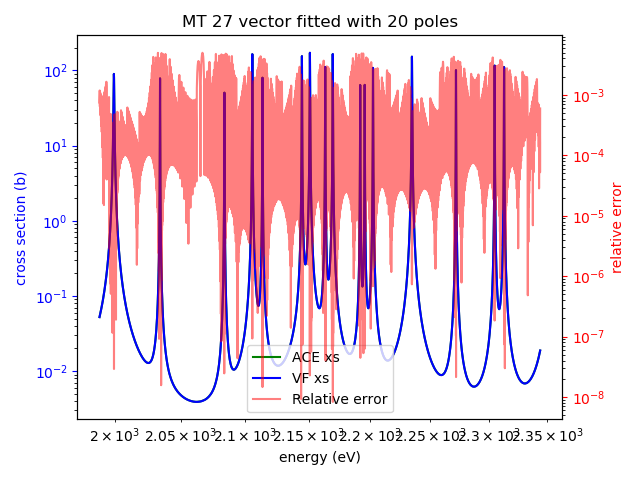 MT 27 vector fitted with 20 poles
10²
10¹
10⁰
10⁻¹
10⁻²
cross section (b)
10⁻³
10⁻⁴
10⁻⁵
10⁻⁶
10⁻⁷
10⁻⁸
relative error
ACE xs
VF xs
Relative error
2×10³ 2.05×10³ 2.1×10³ 2.15×10³ 2.2×10³ 2.25×10³ 2.3×10³ 2.35×10³
energy (eV)